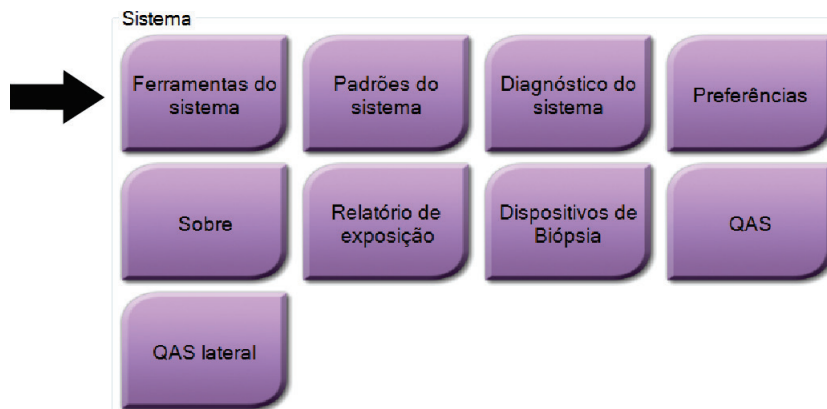 Sistema
Ferramentas do
sistema
Padrões do
sistema
Diagnóstico do
sistema
Preferências
Sobre
Relatório de
exposição
Dispositivos de
Biópsia
QAS
QAS lateral